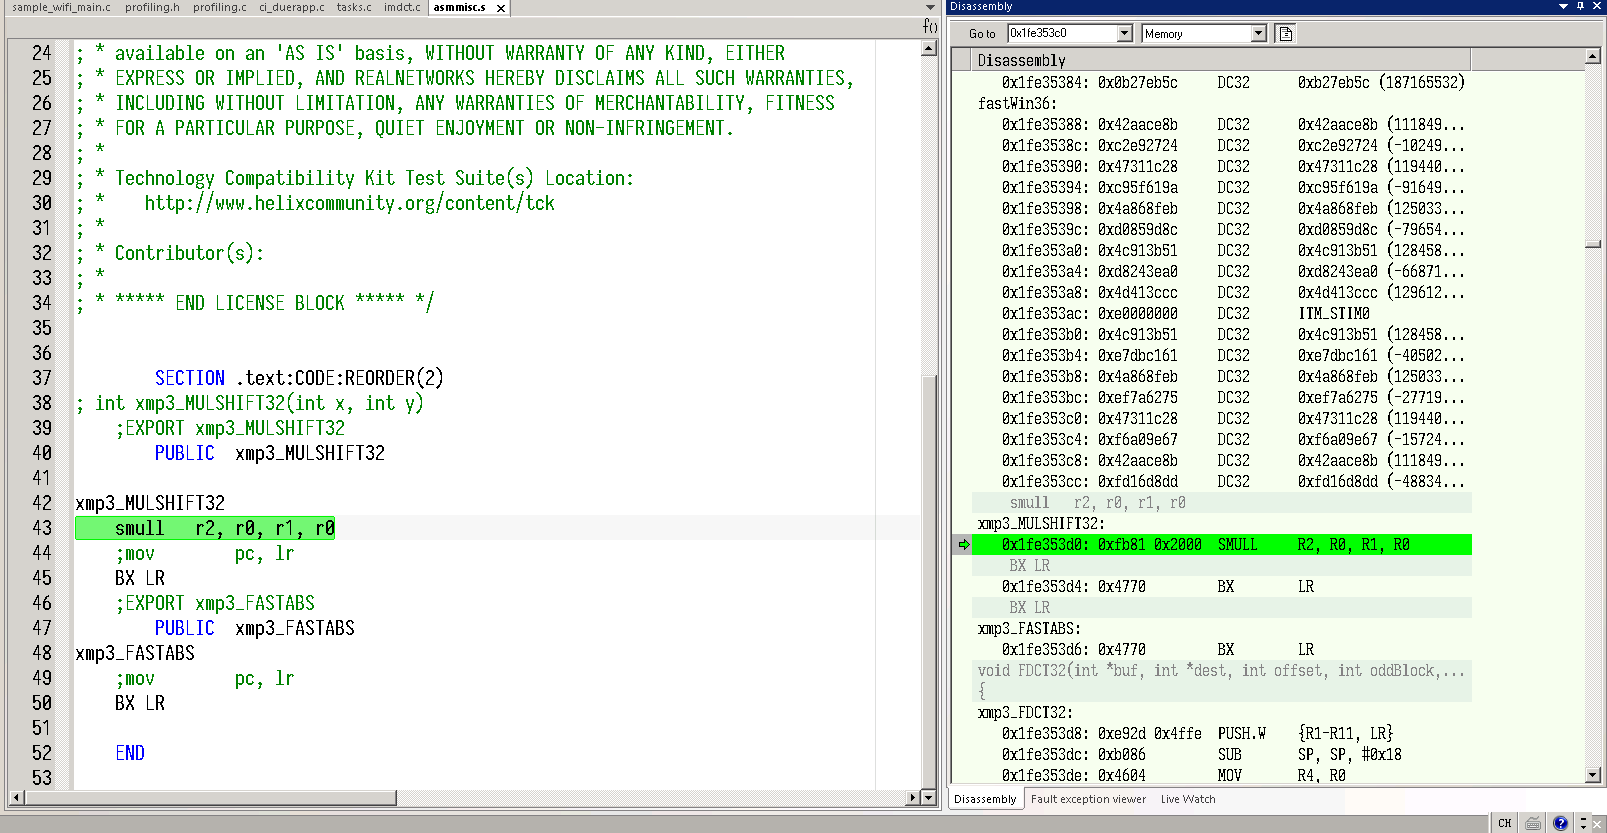 sample_wifi_main.c profiling.h profiling.c ci_duerapp.c tasks.c imdct.c asmmisc.s
f()
24 ; * available on an 'AS IS' basis, WITHOUT WARRANTY OF ANY KIND, EITHER
25 ; * EXPRESS OR IMPLIED, AND REALNETWORKS HEREBY DISCLAIMS ALL SUCH WARRANTIES,
26 ; * INCLUDING WITHOUT LIMITATION, ANY WARRANTIES OF MERCHANTABILITY, FITNESS
27 ; * FOR A PARTICULAR PURPOSE, QUIET ENJOYMENT OR NON-INFRINGEMENT.
28 ; *
29 ; * Technology Compatibility Kit Test Suite(s) Location:
30 ; *    http://www.helixcommunity.org/content/tck
31 ; *
32 ; * Contributor(s):
33 ; *
34 ; * ***** END LICENSE BLOCK ***** */
35
36
37 SECTION .text:CODE:REORDER(2)
38 ; int xmp3_MULSHIFT32(int x, int y)
39 ;EXPORT xmp3_MULSHIFT32
40 PUBLIC xmp3_MULSHIFT32
41
42 xmp3_MULSHIFT32
43 smull r2, r0, r1, r0
44 ;mov pc, lr
45 BX LR
46 ;EXPORT xmp3_FASTABS
47 PUBLIC xmp3_FASTABS
48 xmp3_FASTABS
49 ;mov pc, lr
50 BX LR
51
52 END
53
Disassembly
Go to 0x1fe353c0 Memory
Disassembly
0x1fe35384: 0x0b27eb5c DC32 0xb27eb5c (187165532)
fastWin36:
0x1fe35388: 0x42aace8b DC32 0x42aace8b (111849...
0x1fe3538c: 0xc2e92724 DC32 0xc2e92724 (-10249...
0x1fe35390: 0x47311c28 DC32 0x47311c28 (119440...
0x1fe35394: 0xc95f619a DC32 0xc95f619a (-91649...
0x1fe35398: 0x4a868feb DC32 0x4a868feb (125033...
0x1fe3539c: 0xd0859d8c DC32 0xd0859d8c (-79654...
0x1fe353a0: 0x4c913b51 DC32 0x4c913b51 (128458...
0x1fe353a4: 0xd8243ea0 DC32 0xd8243ea0 (-66871...
0x1fe353a8: 0x4d413ccc DC32 0x4d413ccc (129612...
0x1fe353ac: 0xe0000000 DC32 ITM_STIM0
0x1fe353b0: 0x4c913b51 DC32 0x4c913b51 (128458...
0x1fe353b4: 0xe7dbc161 DC32 0xe7dbc161 (-40502...
0x1fe353b8: 0x4a868feb DC32 0x4a868feb (125033...
0x1fe353bc: 0xef7a6275 DC32 0xef7a6275 (-27719...
0x1fe353c0: 0x47311c28 DC32 0x47311c28 (119440...
0x1fe353c4: 0xf6a09e67 DC32 0xf6a09e67 (-15724...
0x1fe353c8: 0x42aace8b DC32 0x42aace8b (111849...
0x1fe353cc: 0xfd16d8dd DC32 0xfd16d8dd (-48834...
smull r2, r0, r1, r0
xmp3_MULSHIFT32:
0x1fe353d0: 0xfb81 0x2000 SMULL R2, R0, R1, R0
BX LR
0x1fe353d4: 0x4770 BX LR
BX LR
xmp3_FASTABS:
0x1fe353d6: 0x4770 BX LR
void FDCT32(int *buf, int *dest, int offset, int oddBlock,...
{
xmp3_FDCT32:
0x1fe353d8: 0xe92d 0x4ffe PUSH.W {R1-R11, LR}
0x1fe353dc: 0xb086 SUB SP, SP, #0x18
0x1fe353de: 0x4604 MOV R4, R0
Disassembly Fault exception viewer Live Watch
CH